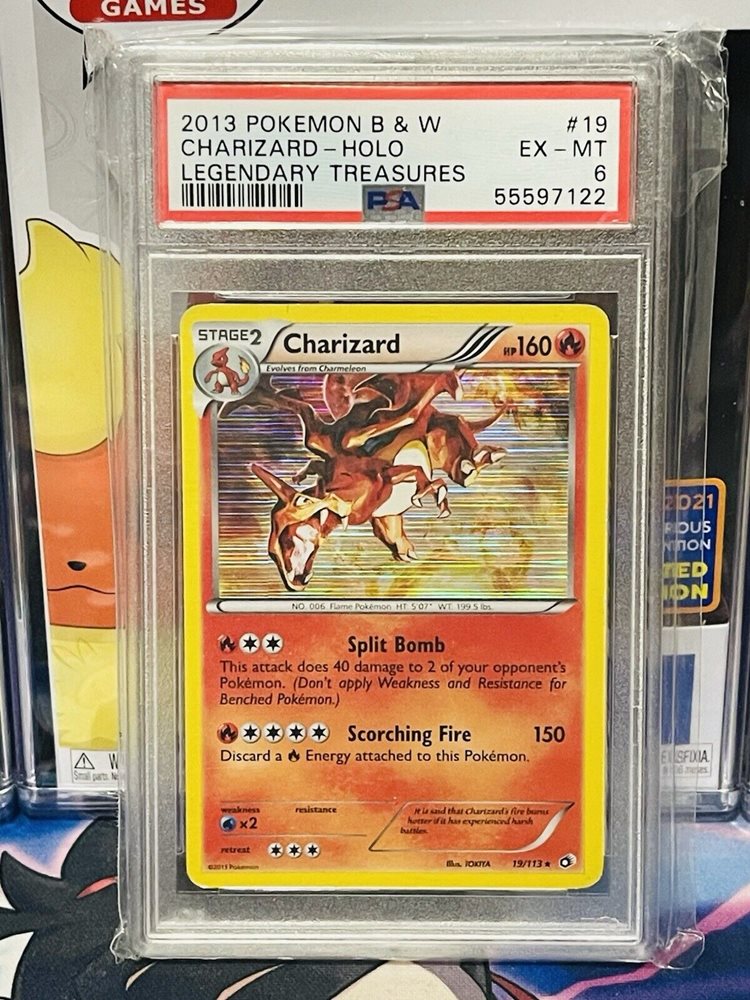 GAMES
2013 POKEMON B & W #19
CHARIZARD - HOLO EX - MT
LEGENDARY TREASURES 6
PSA 55597122
STAGE2 Charizard HP160
Evolves from Charmeleon
NO. 006 Flame Pokémon HT: 5'07" WT: 199.5 lbs.
Split Bomb
This attack does 40 damage to 2 of your opponent's
Pokémon. (Don't apply Weakness and Resistance for
Benched Pokémon.)
Scorching Fire 150
Discard a Energy attached to this Pokémon.
weakness resistance
×2
retreat
It is said that Charizard's fire burns
hotter if it has experienced harsh
battles.
©2013 Pokémon
Illus. TOKIYA 19/113 ★
2021
Small parts.